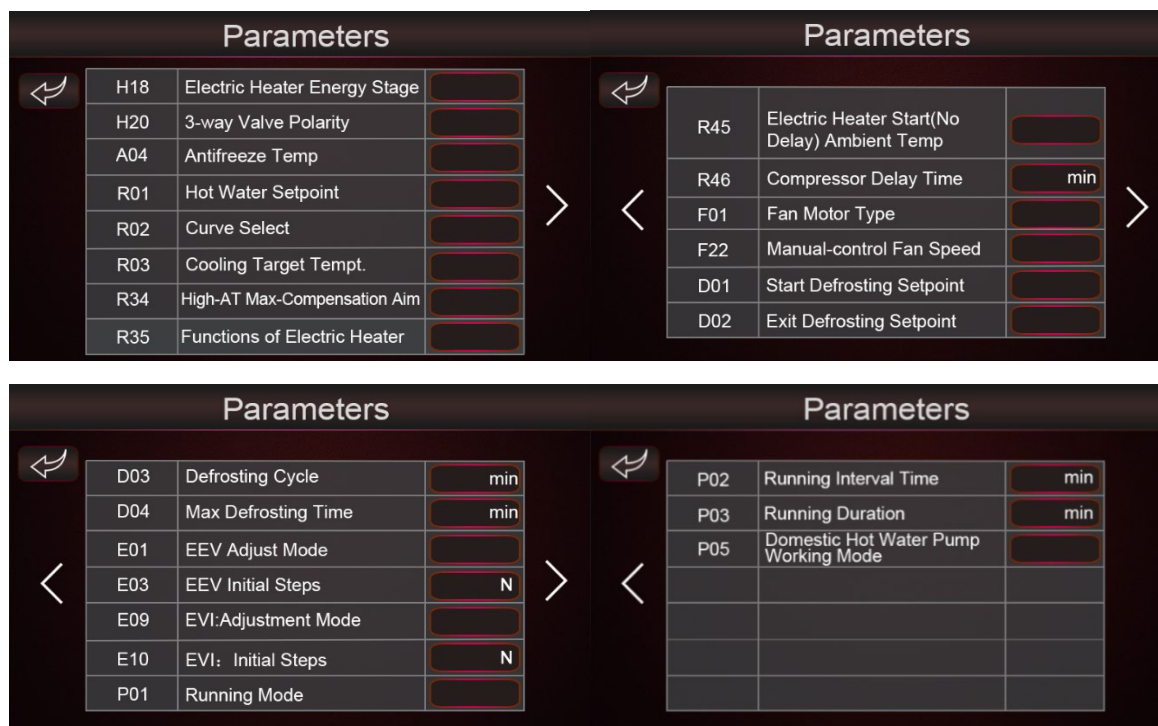 Parameters
H18 Electric Heater Energy Stage
H20 3-way Valve Polarity
A04 Antifreeze Temp
R01 Hot Water Setpoint
R02 Curve Select
R03 Cooling Target Tempt.
R34 High-AT Max-Compensation Aim
R35 Functions of Electric Heater
Parameters
R45 Electric Heater Start(No
Delay) Ambient Temp
R46 Compressor Delay Time min
F01 Fan Motor Type
F22 Manual-control Fan Speed
D01 Start Defrosting Setpoint
D02 Exit Defrosting Setpoint
Parameters
D03 Defrosting Cycle min
D04 Max Defrosting Time min
E01 EEV Adjust Mode
E03 EEV Initial Steps N
E09 EVI:Adjustment Mode
E10 EVI：Initial Steps N
P01 Running Mode
Parameters
P02 Running Interval Time min
P03 Running Duration min
P05 Domestic Hot Water Pump
Working Mode